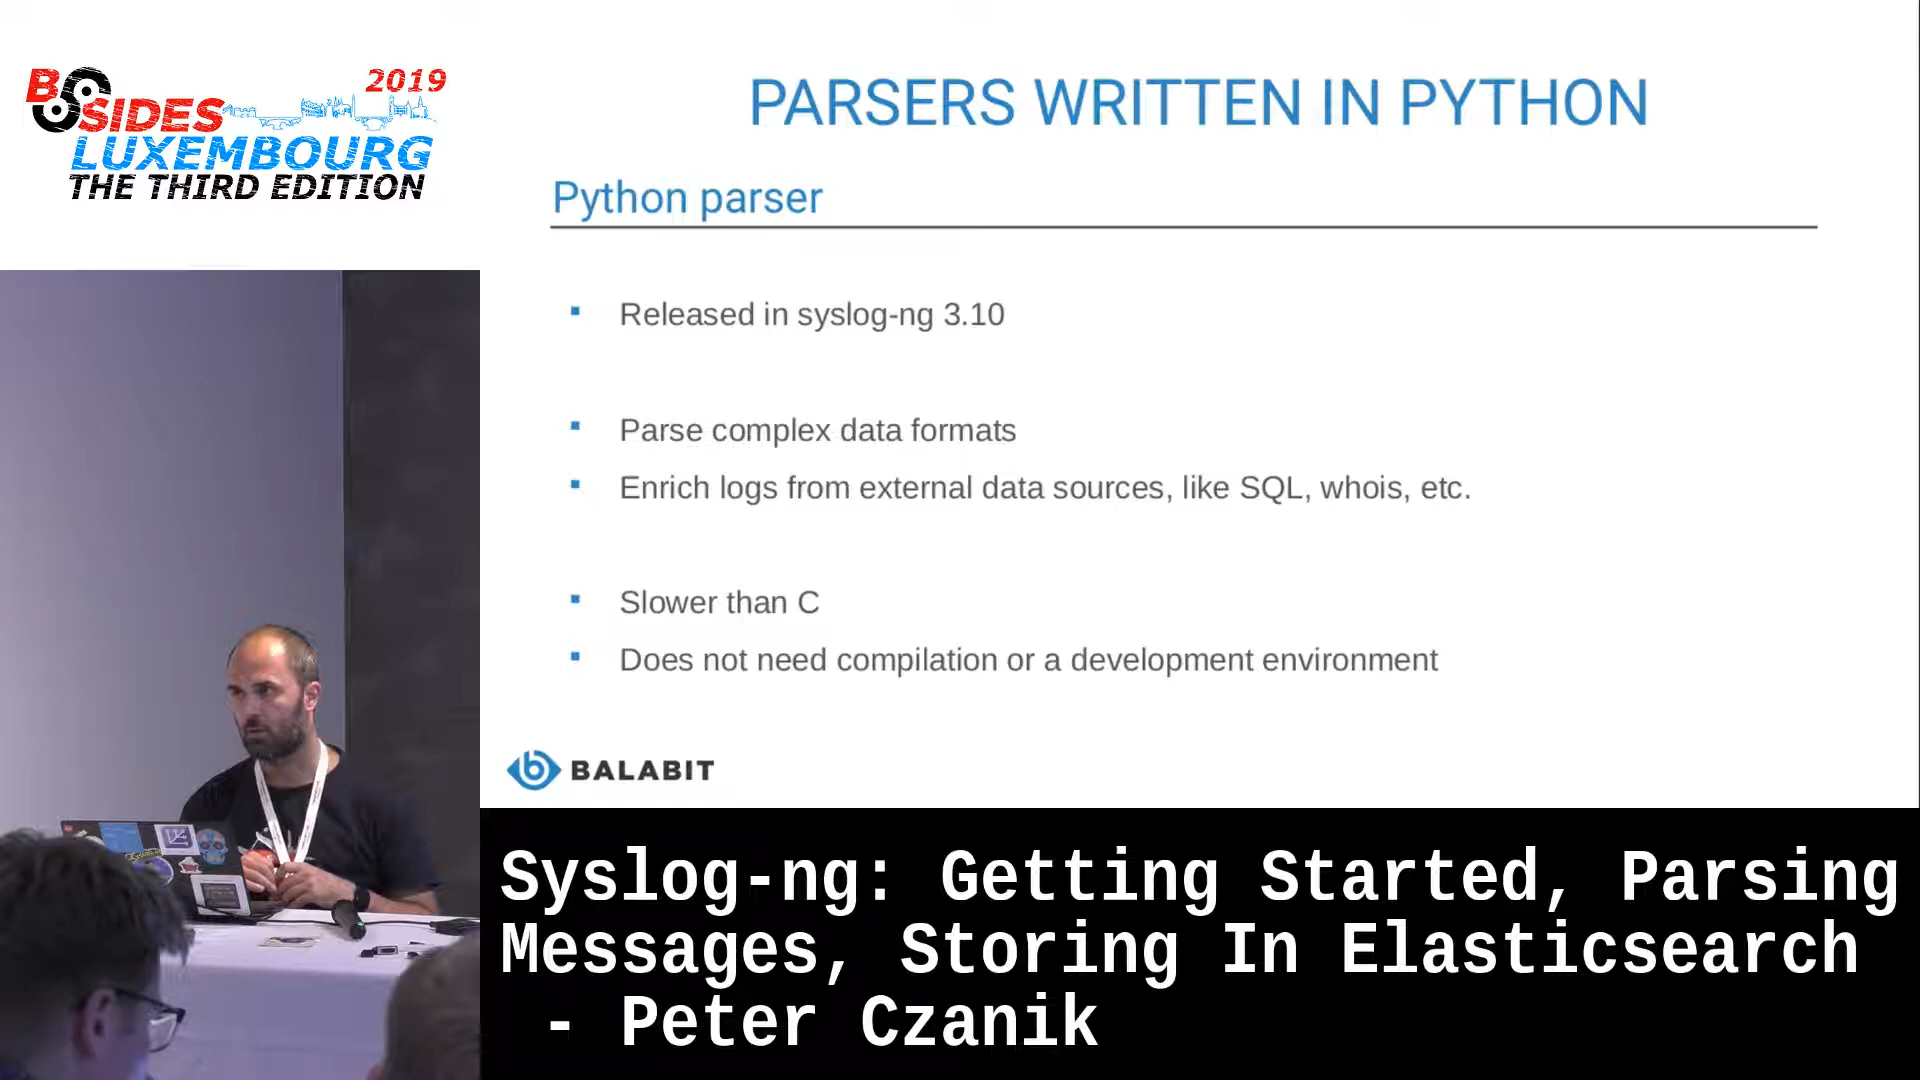 2019
BSIDES
LUXEMBOURG
THE THIRD EDITION
PARSERS WRITTEN IN PYTHON
Python parser
Released in syslog-ng 3.10
Parse complex data formats
Enrich logs from external data sources, like SQL, whois, etc.
Slower than C
Does not need compilation or a development environment
BALABIT
Syslog-ng: Getting Started, Parsing
Messages, Storing In Elasticsearch
- Peter Czanik